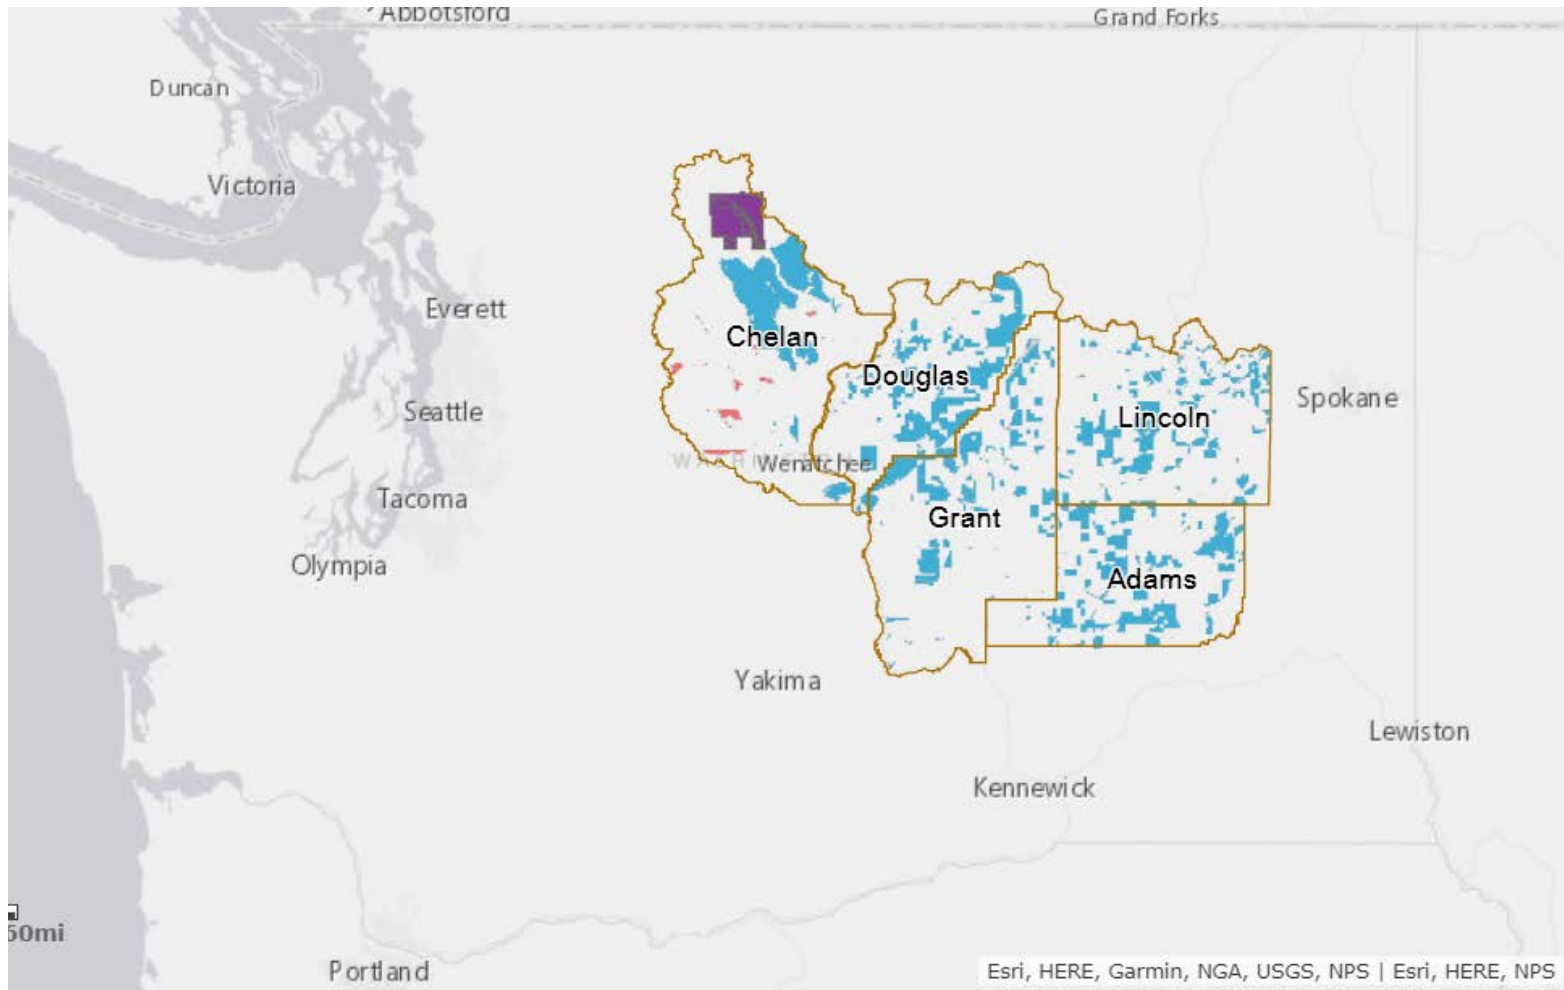 Abbotsford
Grand Forks
Duncan
Victoria
Everett
Chelan
Douglas
Seattle
Spokane
Lincoln
Wenatchee
Tacoma
Grant
Olympia
Adams
Yakima
Lewiston
Kennewick
50mi
Portland
Esri, HERE, Garmin, NGA, USGS, NPS | Esri, HERE, NPS